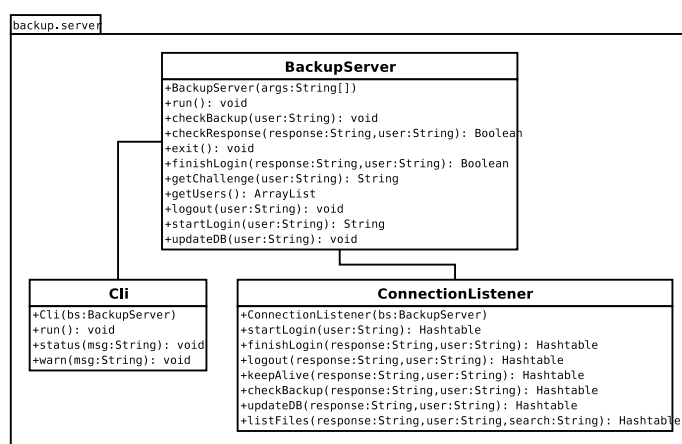 backup.server
BackupServer
+BackupServer(args:String[])
+run(): void
+checkBackup(user:String): void
+checkResponse(response:String,user:String): Boolean
+exit(): void
+finishLogin(response:String,user:String): Boolean
+getChallenge(user:String): String
+getUsers(): ArrayList
+logout(user:String): void
+startLogin(user:String): String
+updateDB(user:String): void
Cli
+Cli(bs:BackupServer)
+run(): void
+status(msg:String): void
+warn(msg:String): void
ConnectionListener
+ConnectionListener(bs:BackupServer)
+startLogin(user:String): Hashtable
+finishLogin(response:String,user:String): Hashtable
+logout(response:String,user:String): Hashtable
+keepAlive(response:String,user:String): Hashtable
+checkBackup(response:String,user:String): Hashtable
+updateDB(response:String,user:String): Hashtable
+listFiles(response:String,user:String,search:String): Hashtable